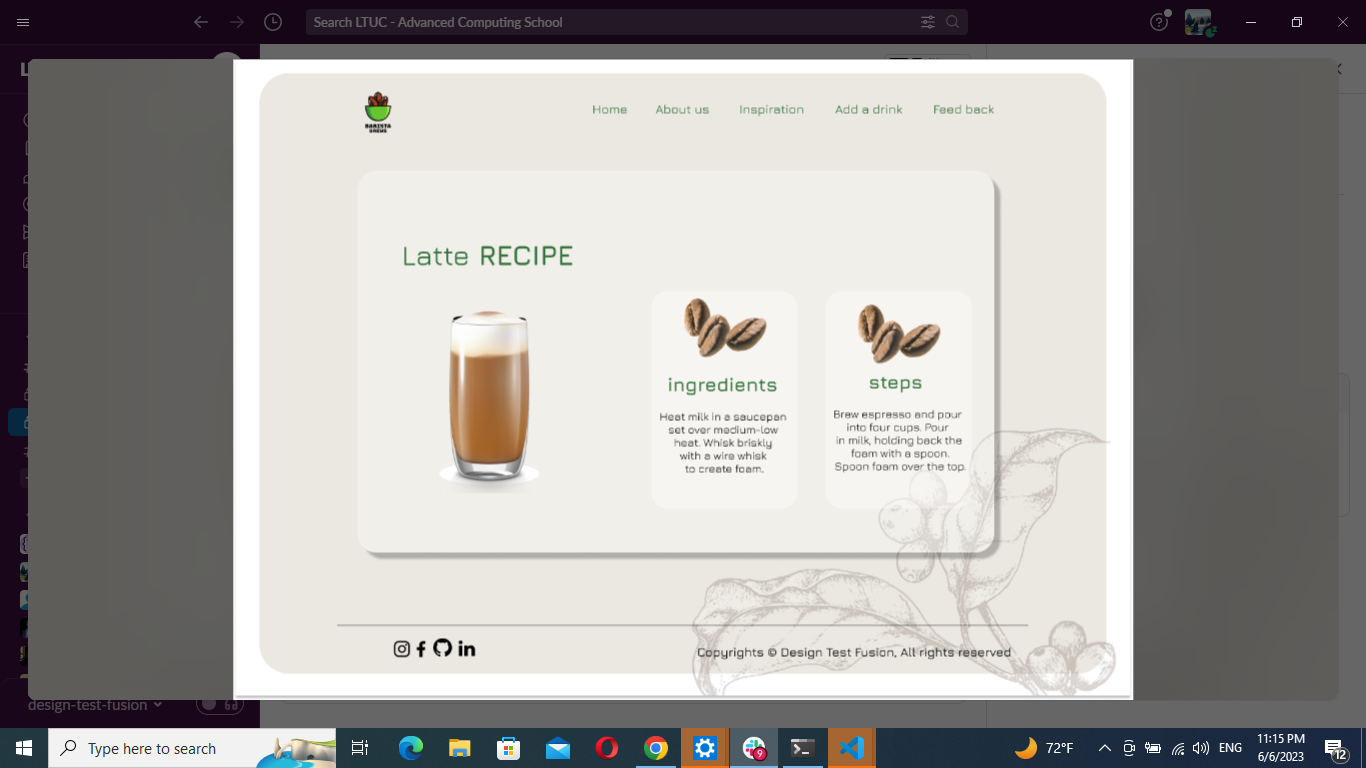 Search LTUC - Advanced Computing School
L
BARISTA
BREWS
Home About us Inspiration Add a drink Feed back
Latte RECIPE
ingredients
Heat milk in a saucepan
set over medium-low
heat. Whisk briskly
with a wire whisk
to create foam.
steps
Brew espresso and pour
into four cups. Pour
in milk, holding back the
foam with a spoon.
Spoon foam over the top.
Copyrights © Design Test Fusion, All rights reserved
design-test-fusion
Type here to search
9
72°F
ENG
11:15 PM
6/6/2023
12